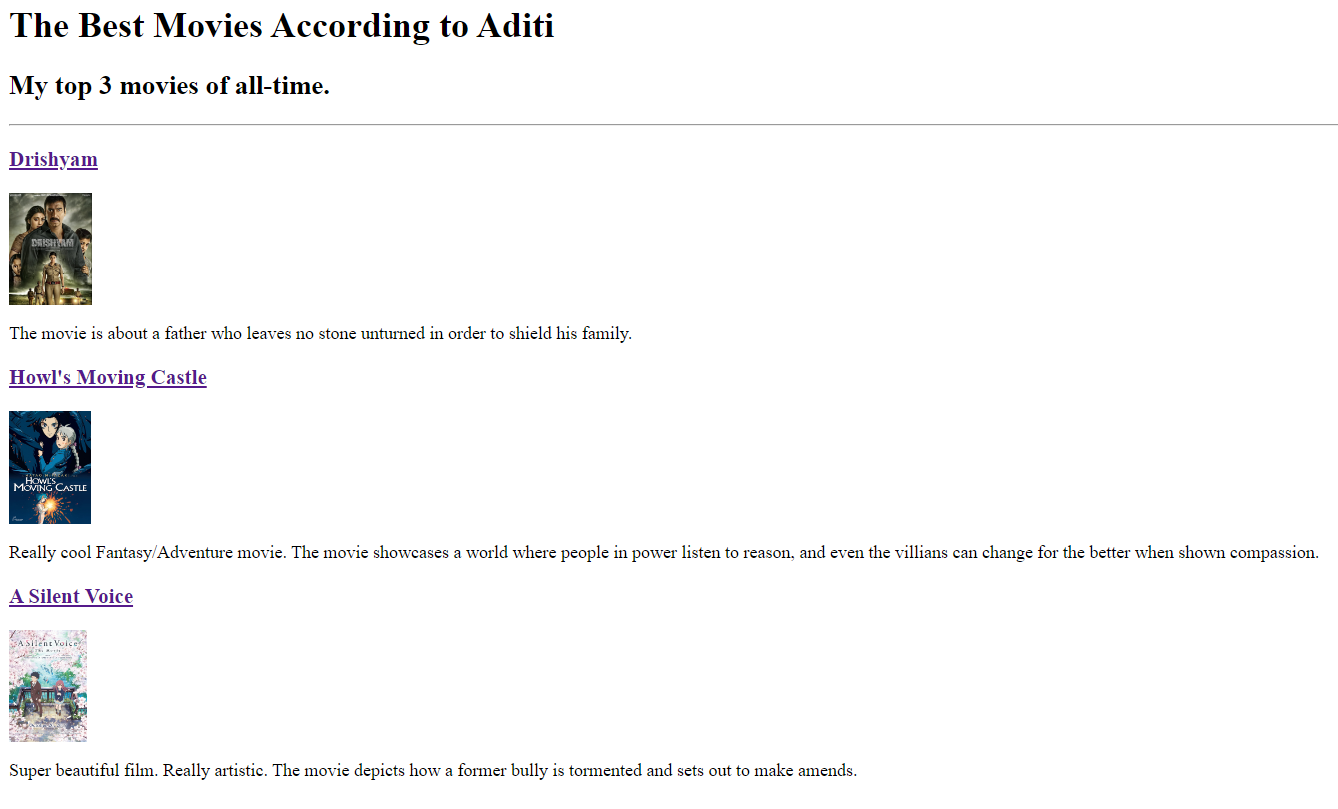 The Best Movies According to Aditi
My top 3 movies of all-time.
Drishyam
DRISHYAM
The movie is about a father who leaves no stone unturned in order to shield his family.
Howl's Moving Castle
HOWL'S
MOVING CASTLE
Really cool Fantasy/Adventure movie. The movie showcases a world where people in power listen to reason, and even the villians can change for the better when shown compassion.
A Silent Voice
A Silent Voice
The Movie
Super beautiful film. Really artistic. The movie depicts how a former bully is tormented and sets out to make amends.